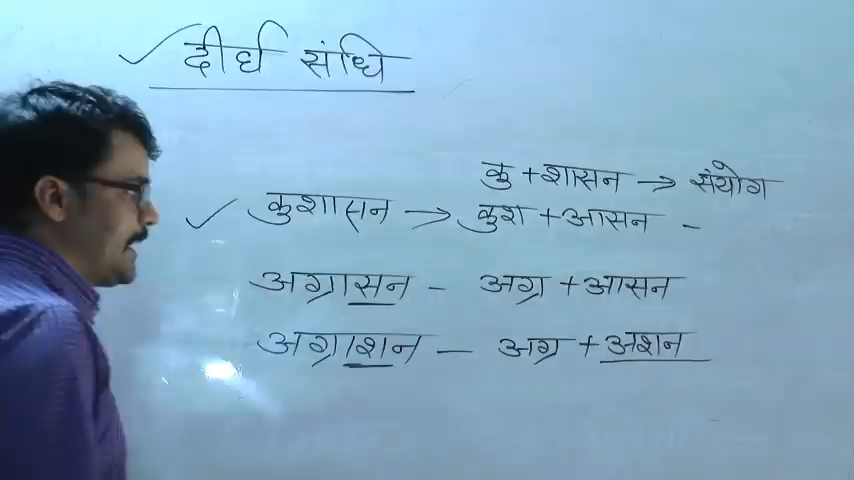 दीर्घ संधि
कु + शासन → संयोग
कुशासन → कुश + आसन -
अग्रासन - अग्र + आसन
अग्राशन - अग्र + अशन